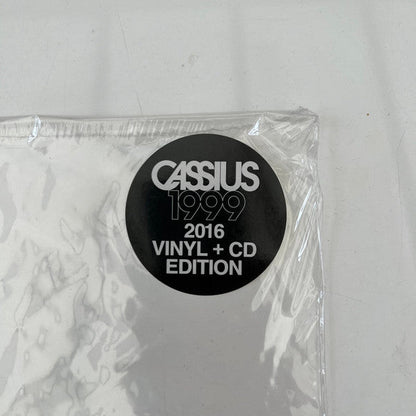 CASSIUS
1999
2016
VINYL + CD
EDITION